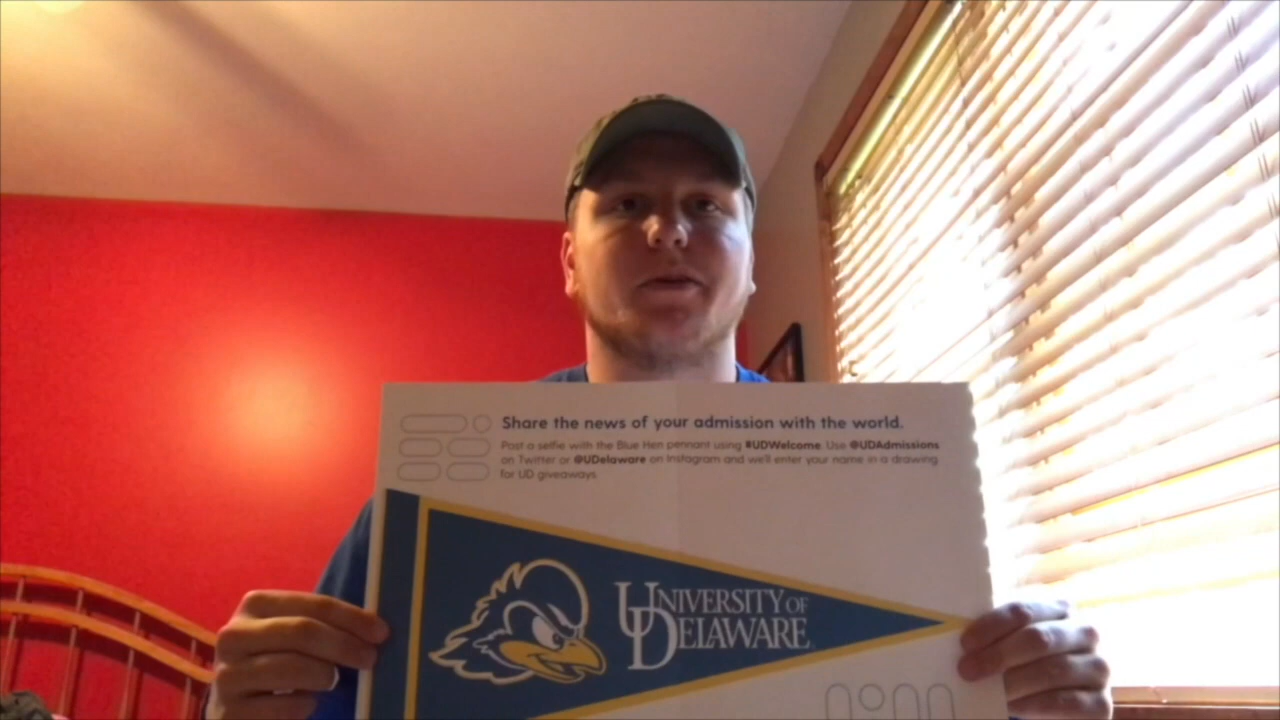 Share the news of your admission with the world.
Post a selfie with the Blue Hen pennant using #UDWelcome. Use @UDAdmissions
on Twitter or @UDelaware on Instagram and we'll enter your name in a drawing
for UD giveaways.
UNIVERSITY OF
DELAWARE